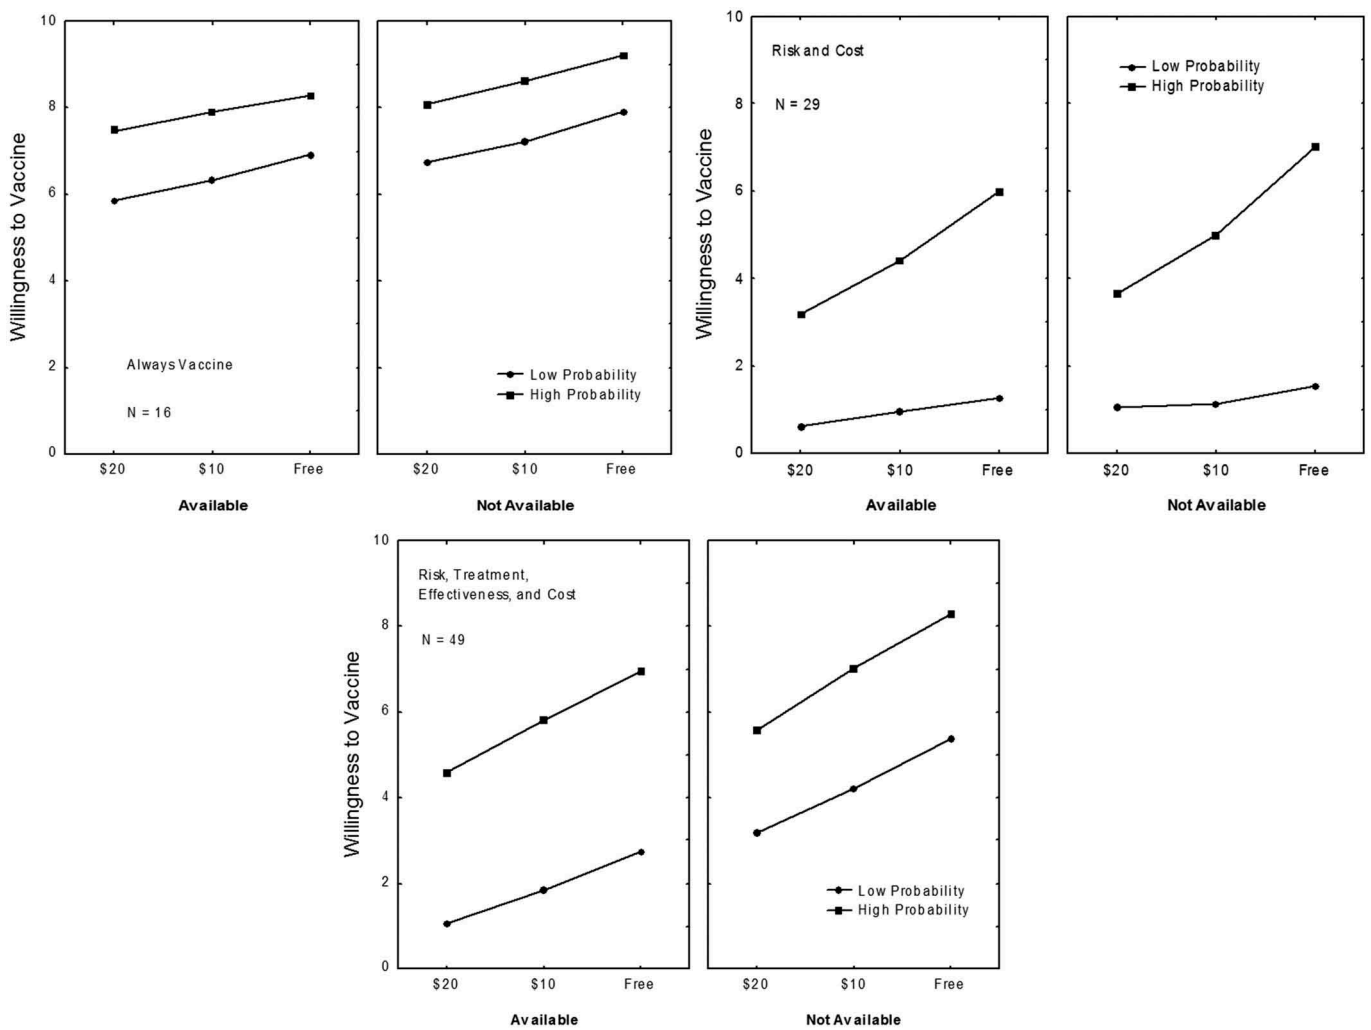 Willingness to Vaccine
10
8
6
4
2
0
Always Vaccine
N = 16
$20 $10 Free
Available
Low Probability
High Probability
$20 $10 Free
Not Available
Willingness to Vaccine
10
8
6
4
2
0
Risk and Cost
N = 29
$20 $10 Free
Available
Low Probability
High Probability
$20 $10 Free
Not Available
Willingness to Vaccine
10
8
6
4
2
0
Risk, Treatment,
Effectiveness, and Cost
N = 49
$20 $10 Free
Available
Low Probability
High Probability
$20 $10 Free
Not Available